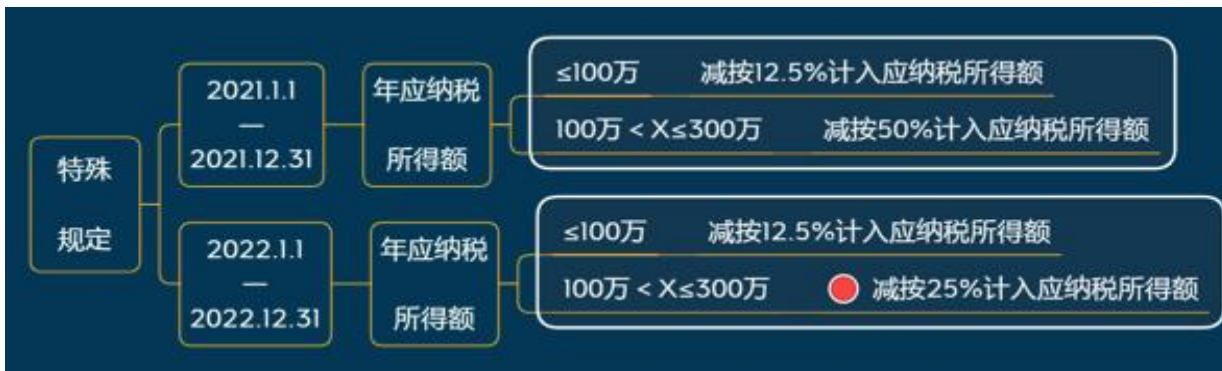 特殊
规定
2021.1.1
—
2021.12.31
年应纳税
所得额
≤100万 减按12.5%计入应纳税所得额
100万 < X≤300万 减按50%计入应纳税所得额
2022.1.1
—
2022.12.31
年应纳税
所得额
≤100万 减按12.5%计入应纳税所得额
100万 < X≤300万 减按25%计入应纳税所得额